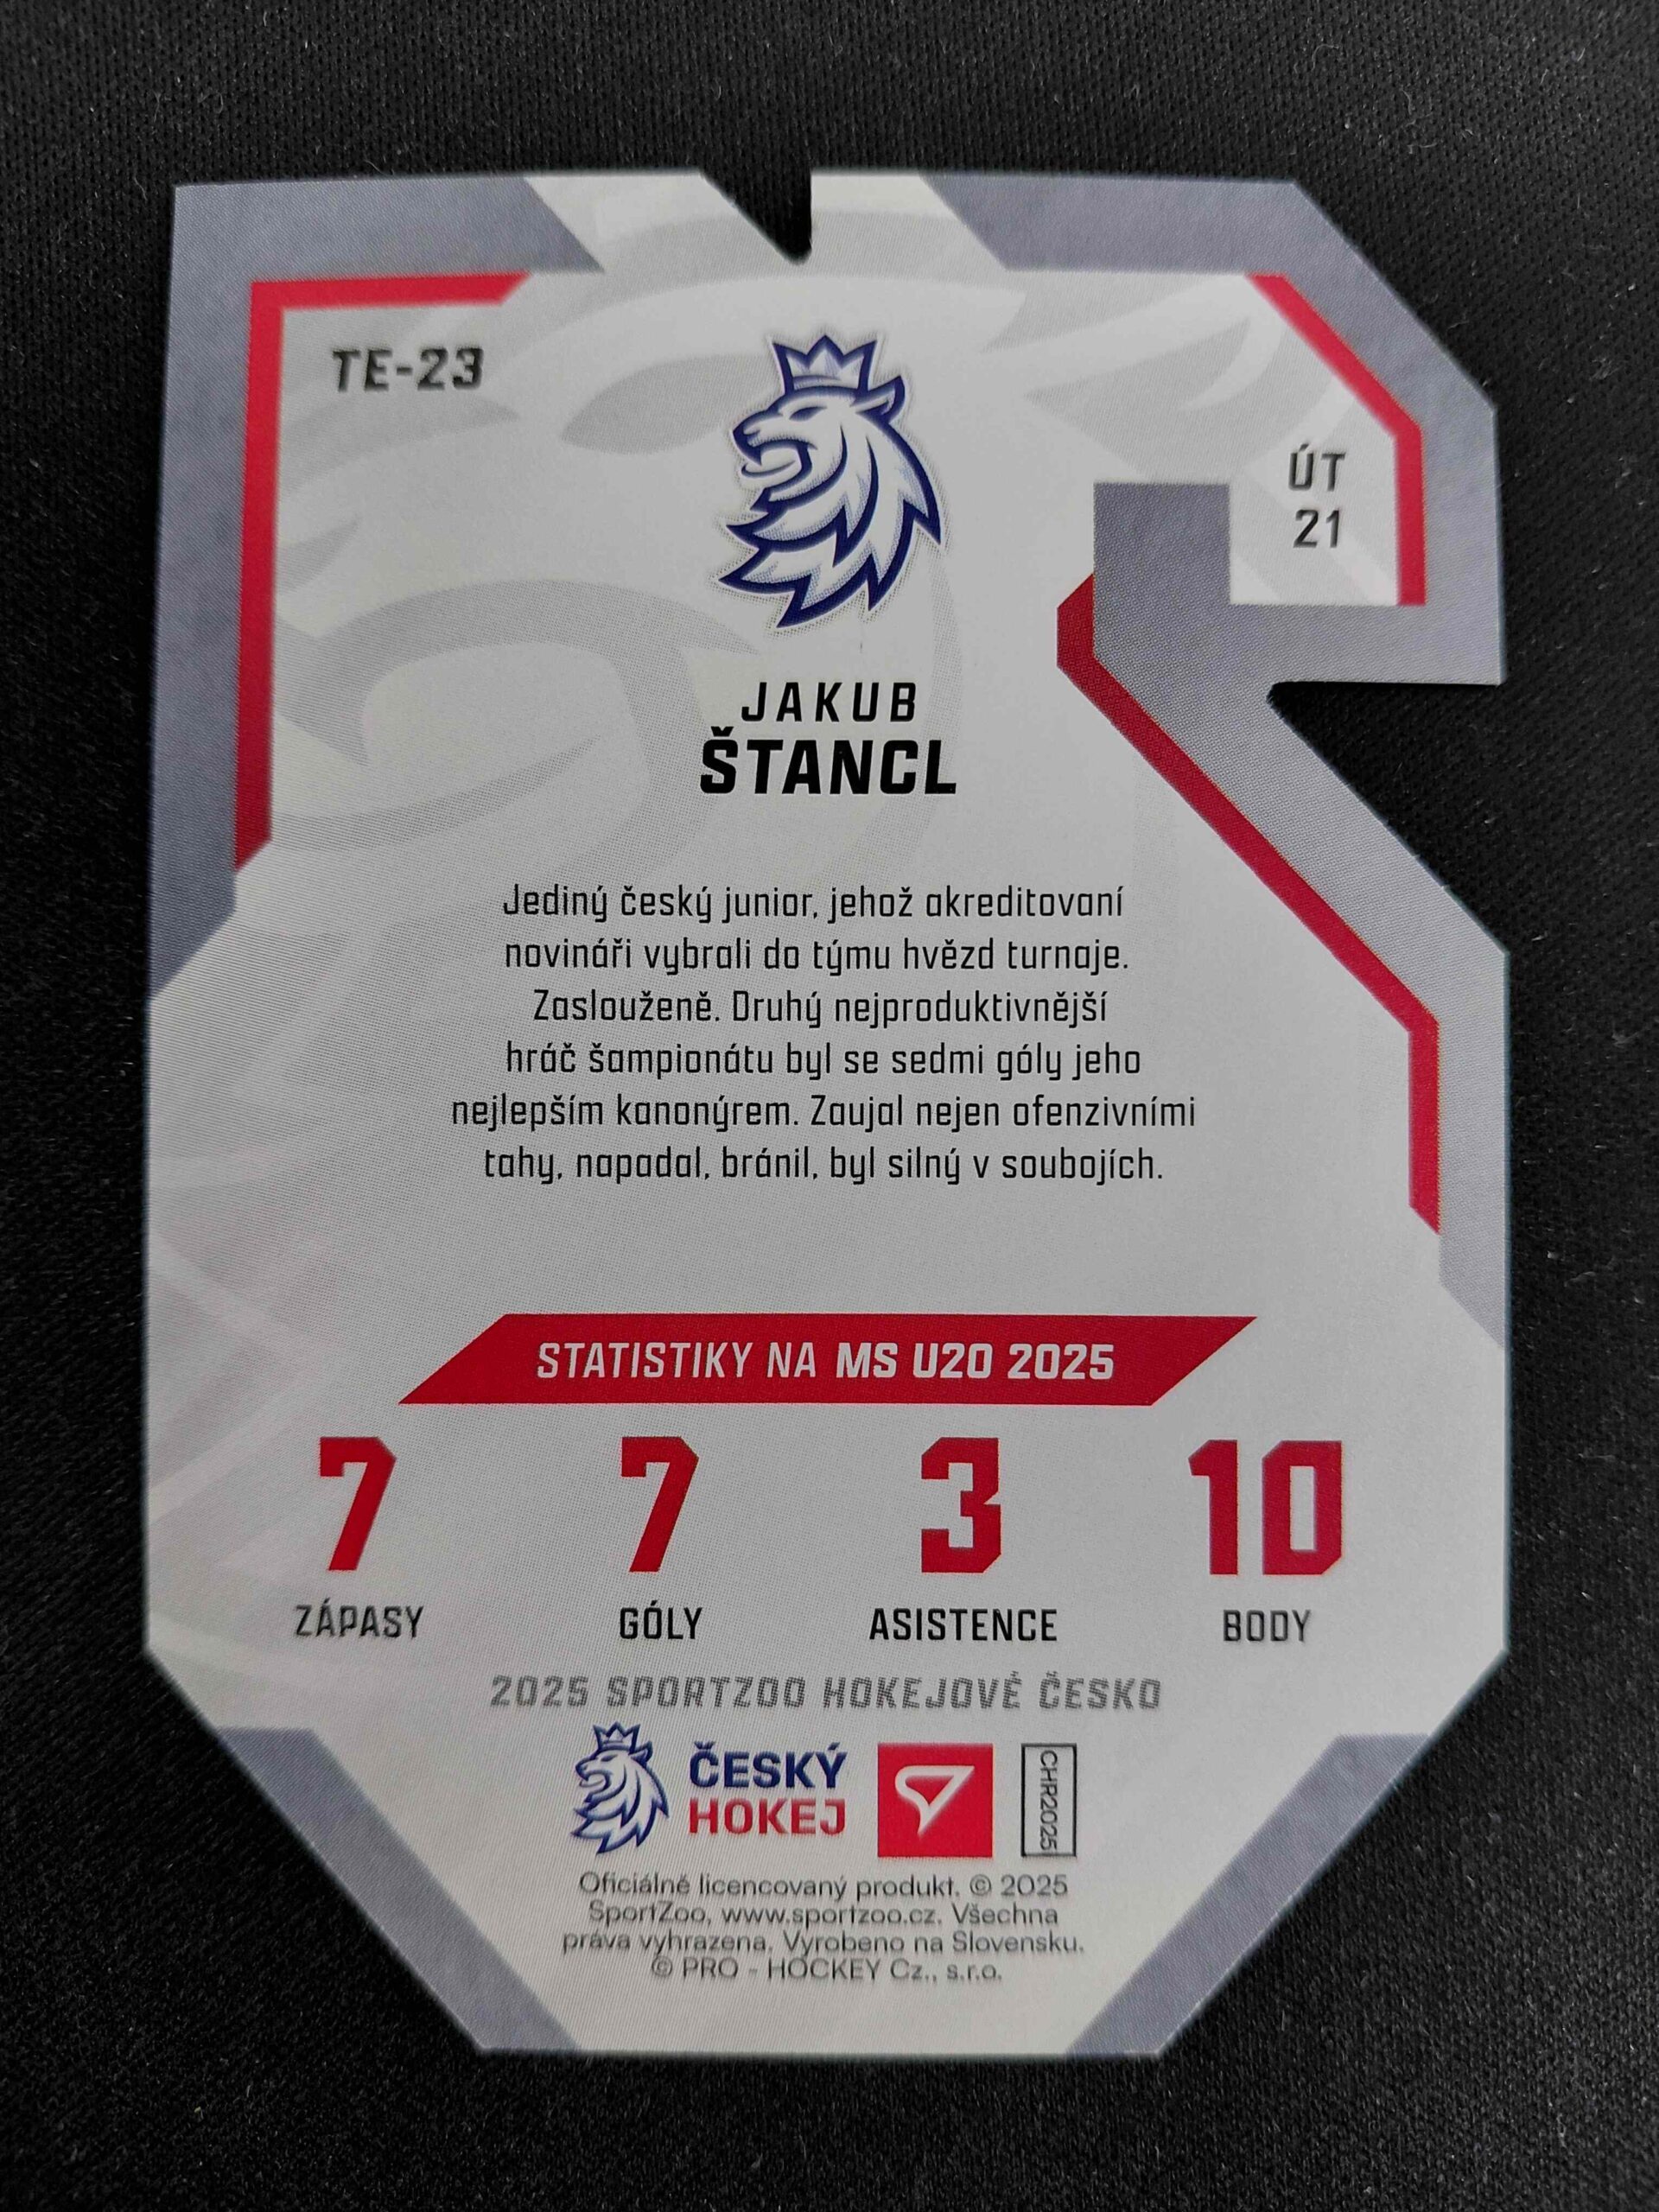 TE-23
ÚT
21
JAKUB
ŠTANCL
Jediný český junior, jehož akreditovaní
novináři vybrali do týmu hvězd turnaje.
Zaslouženě. Druhý nejproduktivnější
hráč šampionátu byl se sedmi góly jeho
nejlepším kanonýrem. Zaujal nejen ofenzivními
tahy, napadal, bránil, byl silný v soubojích.
STATISTIKY NA MS U20 2025
7 7 3 10
ZÁPASY GÓLY ASISTENCE BODY
2025 SPORTZOO HOKEJOVÉ ČESKO
ČESKÝ
HOKEJ
CHR2025
Oficiálně licencovaný produkt. © 2025
SportZoo, www.sportzoo.cz. Všechna
práva vyhrazena. Vyrobeno na Slovensku.
© PRO - HOCKEY Cz., s.r.o.